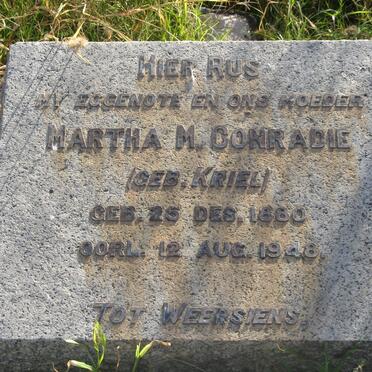 HIER RUS
MY EGGENOTE EN ONS MOEDER
MARTHA M. CONRADIE
(GEB. KRIEL)
GEB. 25 DES. 1880
OORL. 12 AUG. 1948.
TOT WEERSIENS.